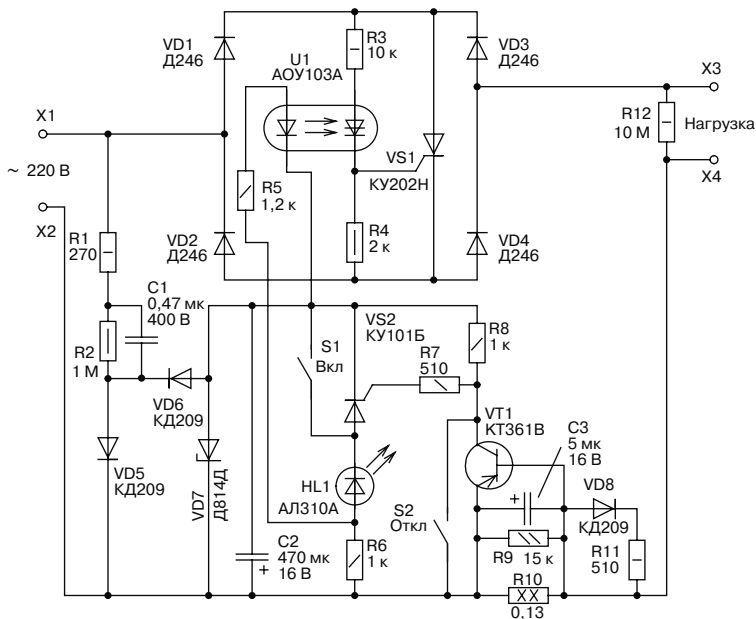 VD1
Д246
U1
АОУ103А
R3
10 к
VD3
Д246
X1
X3
R12
10 М
Нагрузка
VS1
КУ202Н
~ 220 В
R5
1,2 к
X4
X2
R1
270
VD2
Д246
R4
2 к
VD4
Д246
C1
0,47 мк
400 В
VS2
КУ101Б
R8
1 к
R2
1 М
S1
Вкл
R7
510
VD6
КД209
VT1
КТ361В
C3
5 мк
16 В
VD5
КД209
VD7
Д814Д
HL1
АЛ310А
S2
Откл
+
VD8
КД209
C2
470 мк
16 В
+
R6
1 к
R9
15 к
R11
510
R10
0,13